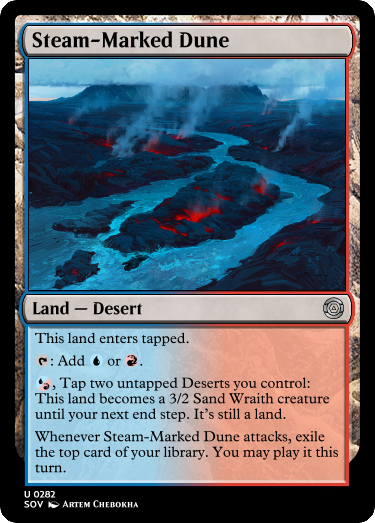 Steam-Marked Dune
Land — Desert
This land enters tapped.
: Add or .
, Tap two untapped Deserts you control:
This land becomes a 3/2 Sand Wraith creature
until your next end step. It's still a land.
Whenever Steam-Marked Dune attacks, exile
the top card of your library. You may play it this
turn.
U 0282
SOV Artem Chebokha